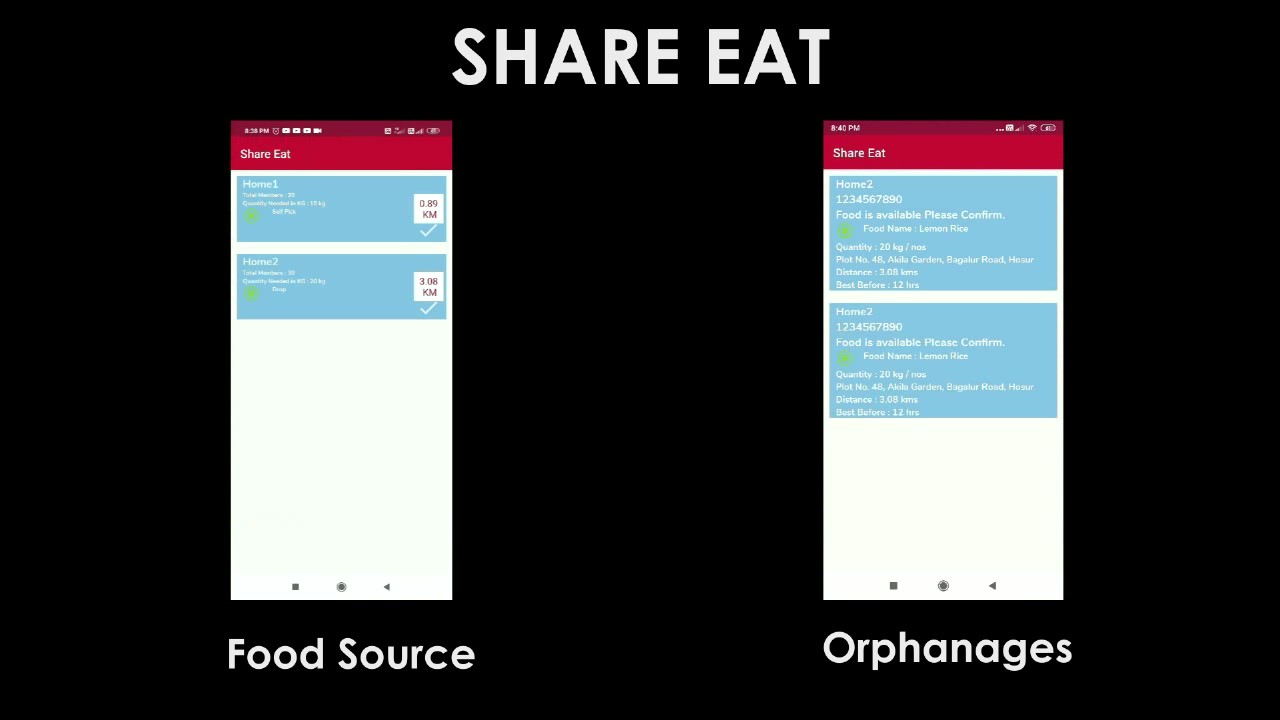 SHARE EAT
8:38 PM
Share Eat
Home1
Total Members : 30
Quantity Needed in KG : 15 kg
Self Pick
0.89
KM
Home2
Total Members : 30
Quantity Needed in KG : 20 kg
Drop
3.08
KM
Food Source
8:40 PM
Share Eat
Home2
1234567890
Food is available Please Confirm.
Food Name : Lemon Rice
Quantity : 20 kg / nos
Plot No. 48, Akila Garden, Bagalur Road, Hosur
Distance : 3.08 kms
Best Before : 12 hrs
Home2
1234567890
Food is available Please Confirm.
Food Name : Lemon Rice
Quantity : 20 kg / nos
Plot No. 48, Akila Garden, Bagalur Road, Hosur
Distance : 3.08 kms
Best Before : 12 hrs
Orphanages